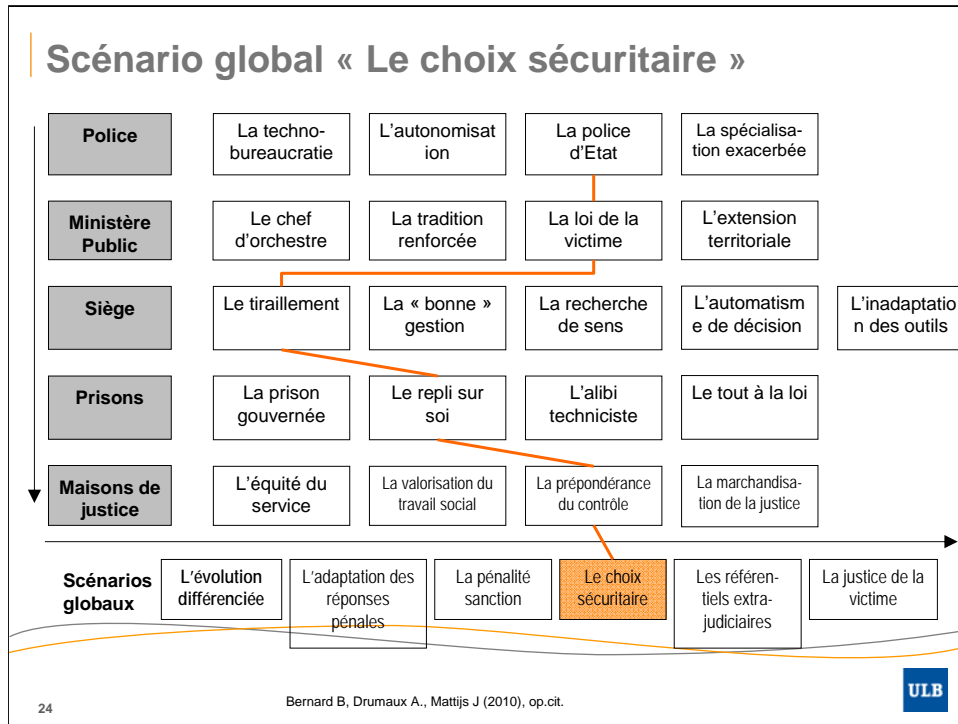 Scénario global « Le choix sécuritaire »
Police
La techno-
bureaucratie
L’autonomisat
ion
La police
d’Etat
La spécialisa-
tion exacerbée
Ministère
Public
Le chef
d’orchestre
La tradition
renforcée
La loi de la
victime
L’extension
territoriale
Siège
Le tiraillement
La « bonne »
gestion
La recherche
de sens
L’automatism
e de décision
L’inadaptatio
n des outils
Prisons
La prison
gouvernée
Le repli sur
soi
L’alibi
techniciste
Le tout à la loi
Maisons de
justice
L’équité du
service
La valorisation du
travail social
La prépondérance
du contrôle
La marchandisa-
tion de la justice
Scénarios
globaux
L’évolution
différenciée
L’adaptation des
réponses
pénales
La pénalité
sanction
Le choix
sécuritaire
Les référen-
tiels extra-
judiciaires
La justice de la
victime
24
Bernard B, Drumaux A., Mattijs J (2010), op.cit.
ULB